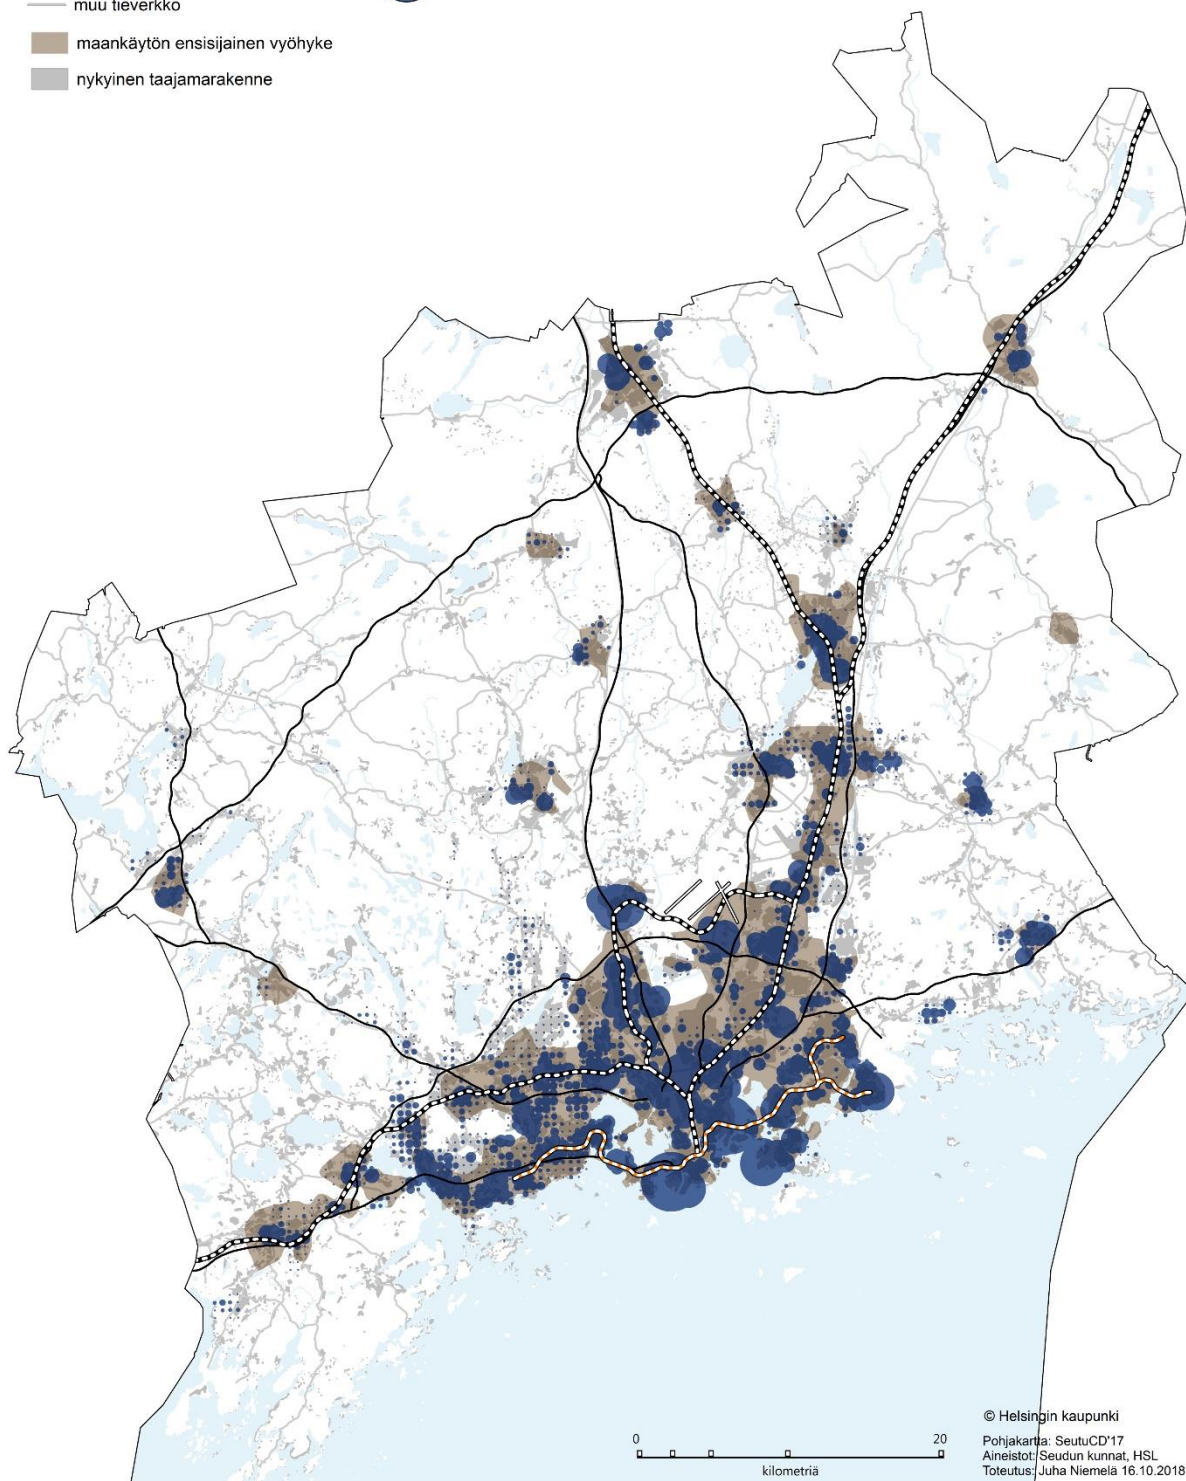 muu tieverkko
maankäytön ensisijainen vyöhyke
nykyinen taajamarakenne
0 20
kilometriä
© Helsingin kaupunki
Pohjakartta: SeutuCD'17
Aineistot: Seudun kunnat, HSL
Toteutus: Juha Niemelä 16.10.2018